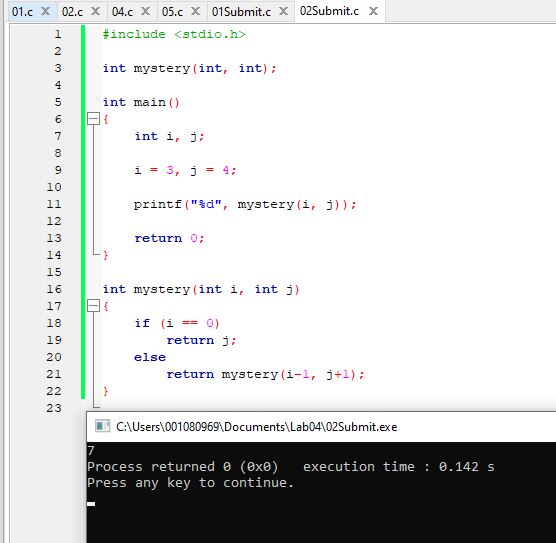 01.c X 02.c X 04.c X 05.c X 01Submit.c X 02Submit.c X
1 #include <stdio.h>
2
3 int mystery(int, int);
4
5 int main()
6 {
7 int i, j;
8
9 i = 3, j = 4;
10
11 printf("%d", mystery(i, j));
12
13 return 0;
14 }
15
16 int mystery(int i, int j)
17 {
18 if (i == 0)
19 return j;
20 else
21 return mystery(i-1, j+1);
22 }
23
C:\Users\001080969\Documents\Lab04\02Submit.exe
7
Process returned 0 (0x0) execution time : 0.142 s
Press any key to continue.